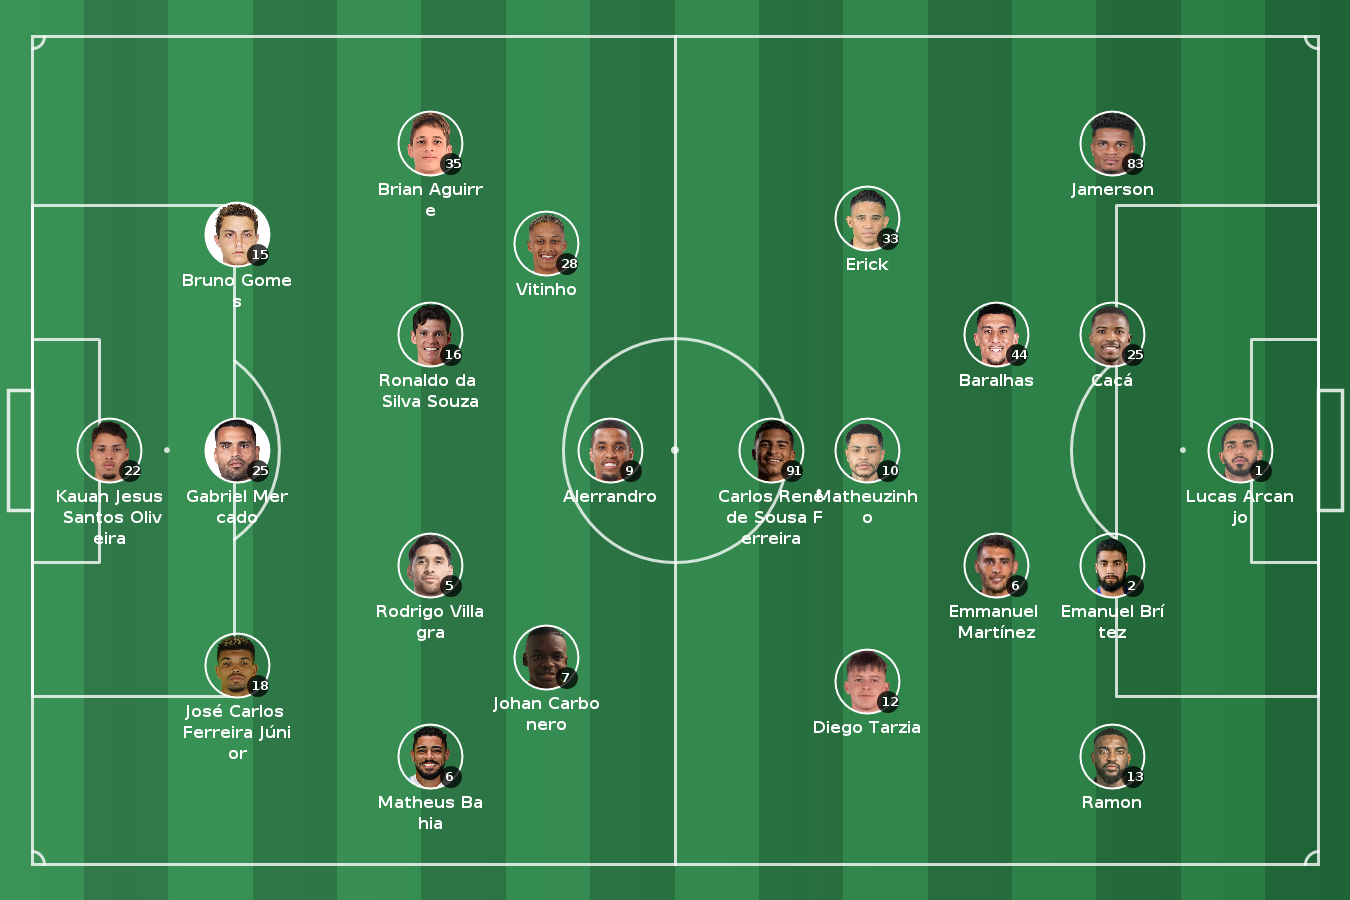 35
Brian Aguirr
e
83
Jamerson
15
Bruno Gome
s
28
Vitinho
33
Erick
16
Ronaldo da
Silva Souza
44
Baralhas
25
Cacá
22
Kauan Jesus
Santos Oliv
eira
25
Gabriel Mer
cado
9
Alerrandro
91
Carlos Renê
de Sousa F
erreira
10
Matheuzinh
o
1
Lucas Arcan
jo
5
Rodrigo Villa
gra
6
Emmanuel
Martínez
2
Emanuel Brí
tez
18
José Carlos
Ferreira Júni
or
7
Johan Carbo
nero
12
Diego Tarzia
6
Matheus Ba
hia
13
Ramon